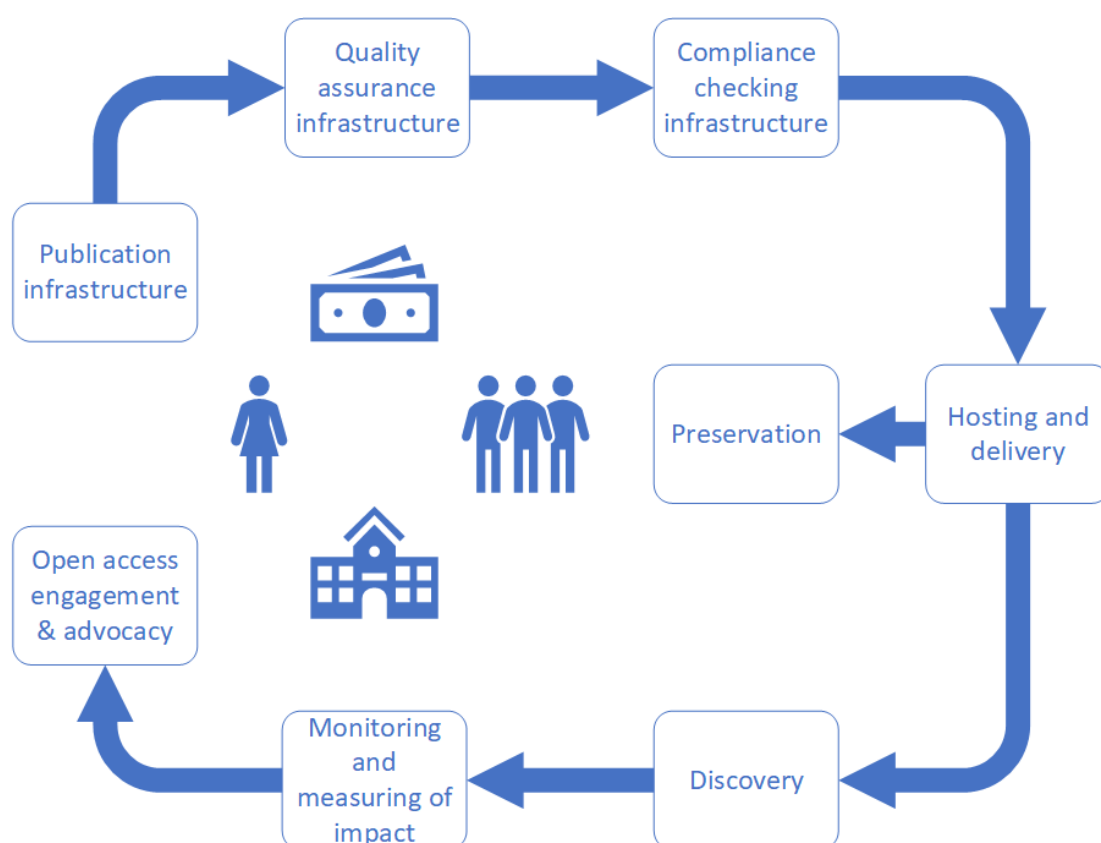 Quality
assurance
infrastructure
Compliance
checking
infrastructure
Publication
infrastructure
Preservation
Hosting and
delivery
Open access
engagement
& advocacy
Monitoring
and
measuring of
impact
Discovery